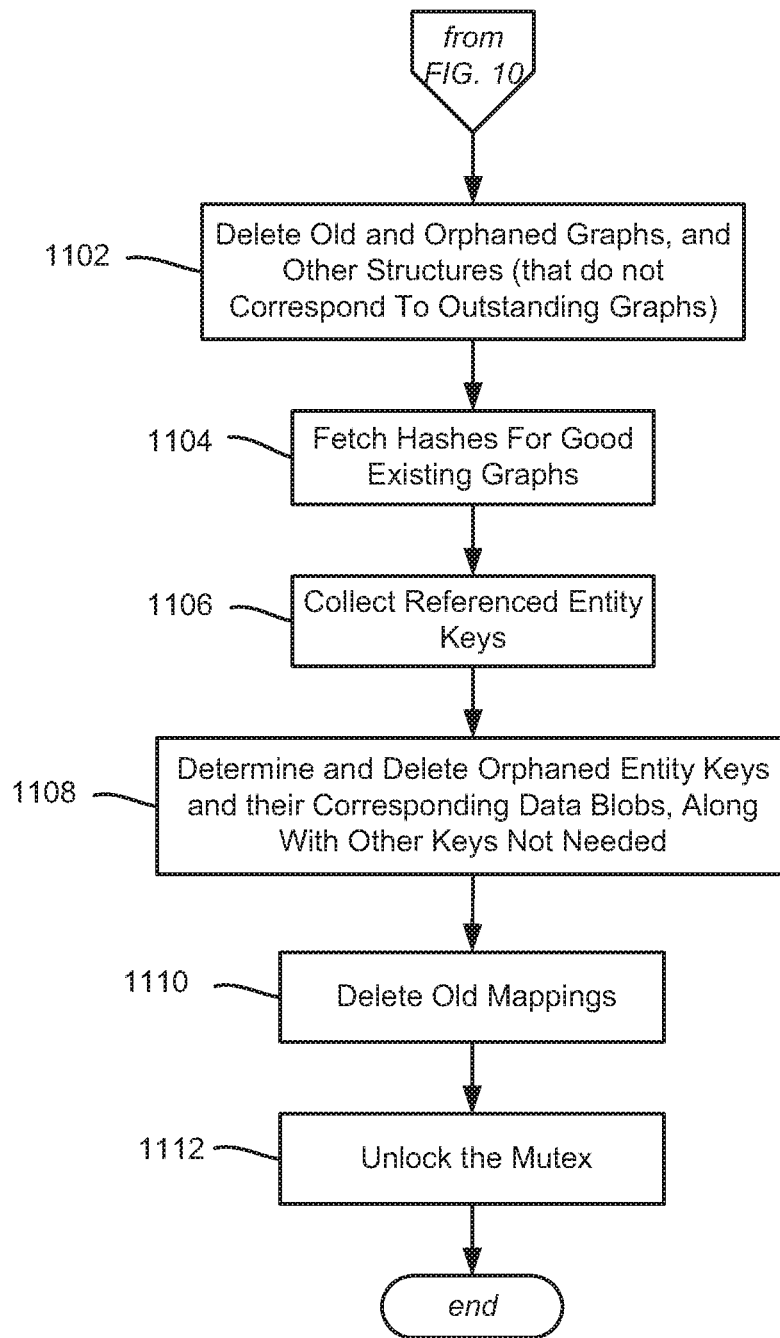 from
FIG. 10
1102
Delete Old and Orphaned Graphs, and
Other Structures (that do not
Correspond To Outstanding Graphs)
1104
Fetch Hashes For Good
Existing Graphs
1106
Collect Referenced Entity
Keys
1108
Determine and Delete Orphaned Entity Keys
and their Corresponding Data Blobs, Along
With Other Keys Not Needed
1110
Delete Old Mappings
1112
Unlock the Mutex
end